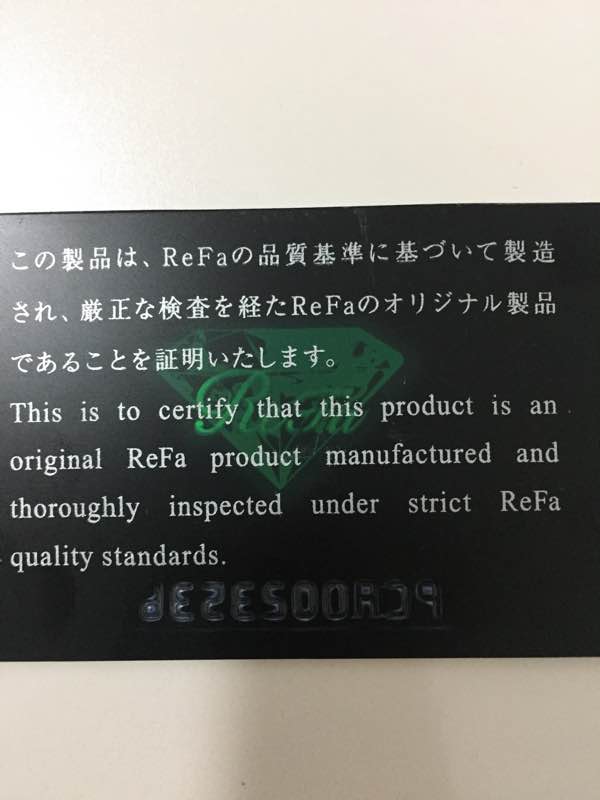 この製品は、ReFaの品質基準に基づいて製造
され、厳正な検査を経たReFaのオリジナル製品
であることを証明いたします。
ReFa
This is to certify that this product is an
original ReFa product manufactured and
thoroughly inspected under strict ReFa
quality standards.